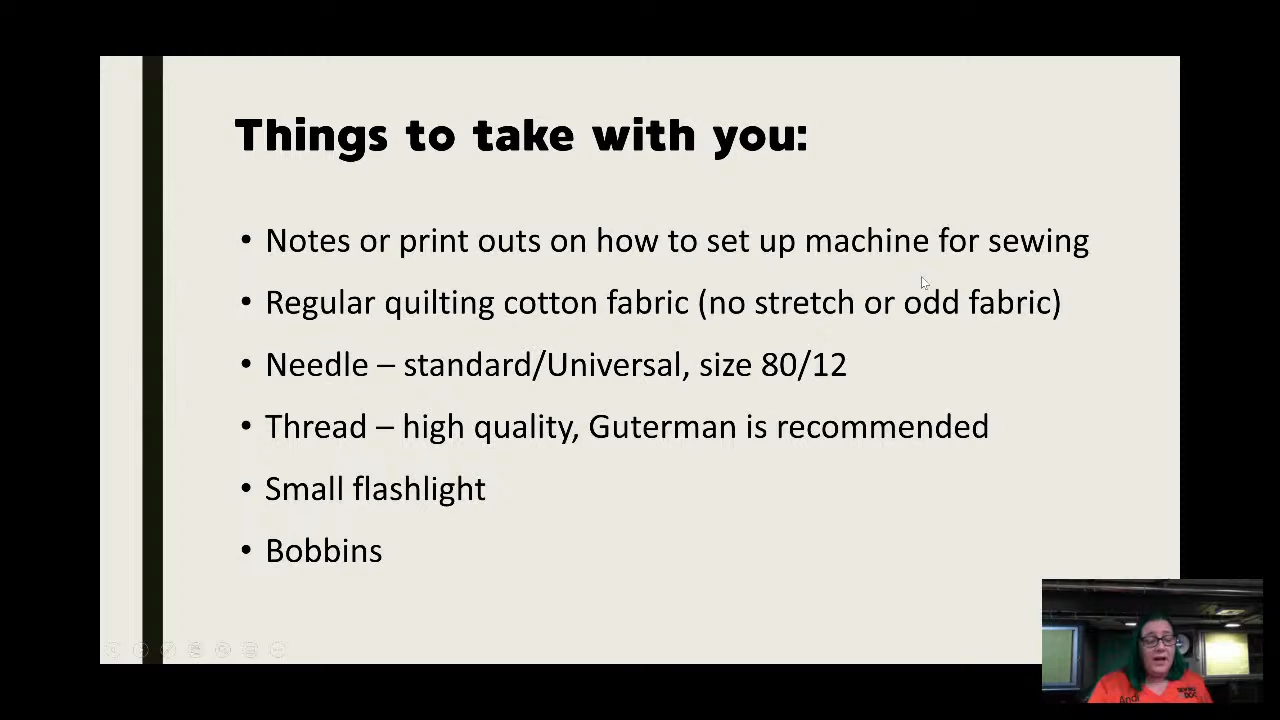 Things to take with you:
• Notes or print outs on how to set up machine for sewing
• Regular quilting cotton fabric (no stretch or odd fabric)
• Needle – standard/Universal, size 80/12
• Thread – high quality, Guterman is recommended
• Small flashlight
• Bobbins
Andi
DOC